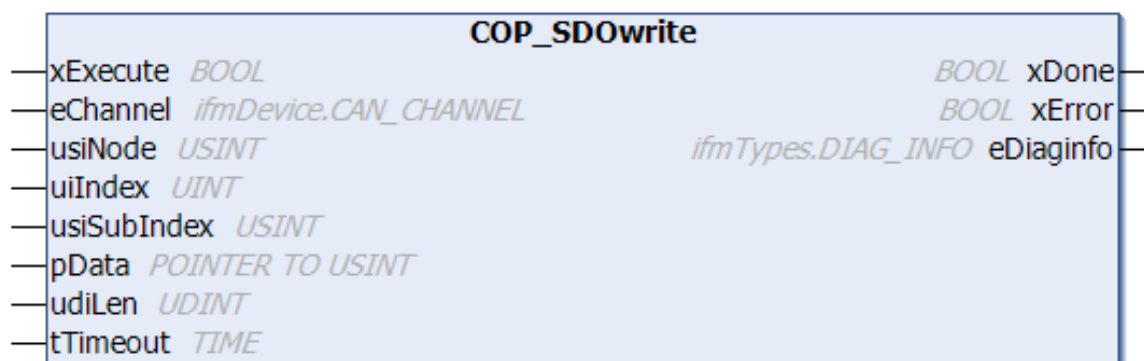 COP_SDOwrite
xExecute BOOL BOOL xDone
eChannel ifmDevice.CAN_CHANNEL BOOL xError
usiNode USINT ifmTypes.DIAG_INFO eDiaginfo
uiIndex UINT
usiSubIndex USINT
pData POINTER TO USINT
udiLen UDINT
tTimeout TIME